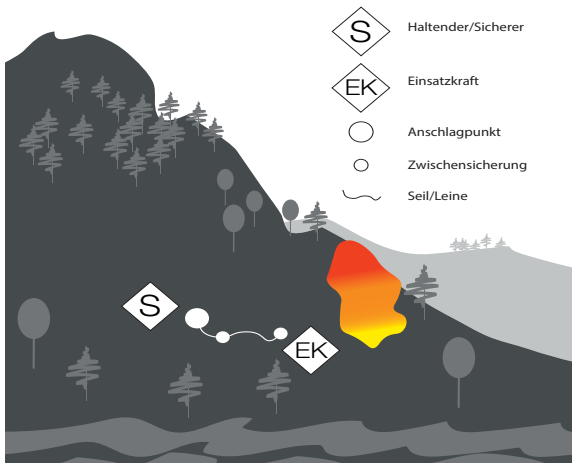 S Haltender/Sicherer
EK Einsatzkraft
Anschlagpunkt
Zwischensicherung
Seil/Leine
S
EK